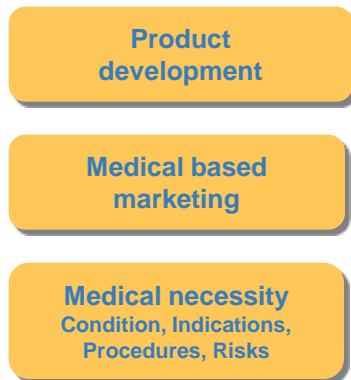 Product
development
Medical based
marketing
Medical necessity
Condition, Indications,
Procedures, Risks